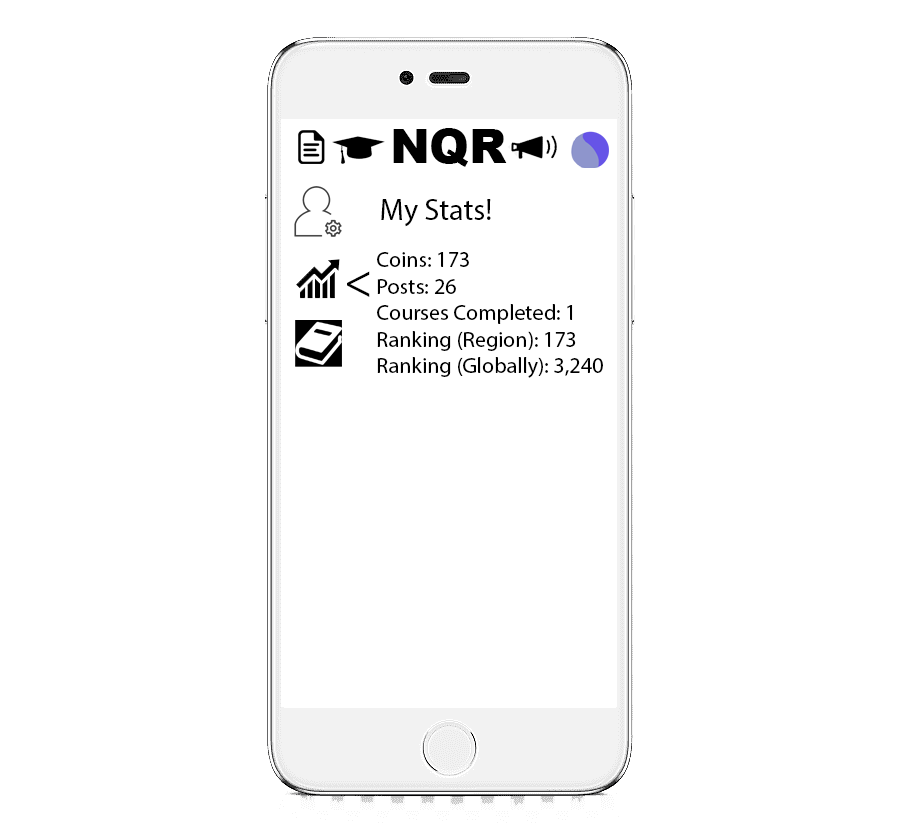 NQR
My Stats!
Coins: 173
Posts: 26
Courses Completed: 1
Ranking (Region): 173
Ranking (Globally): 3,240